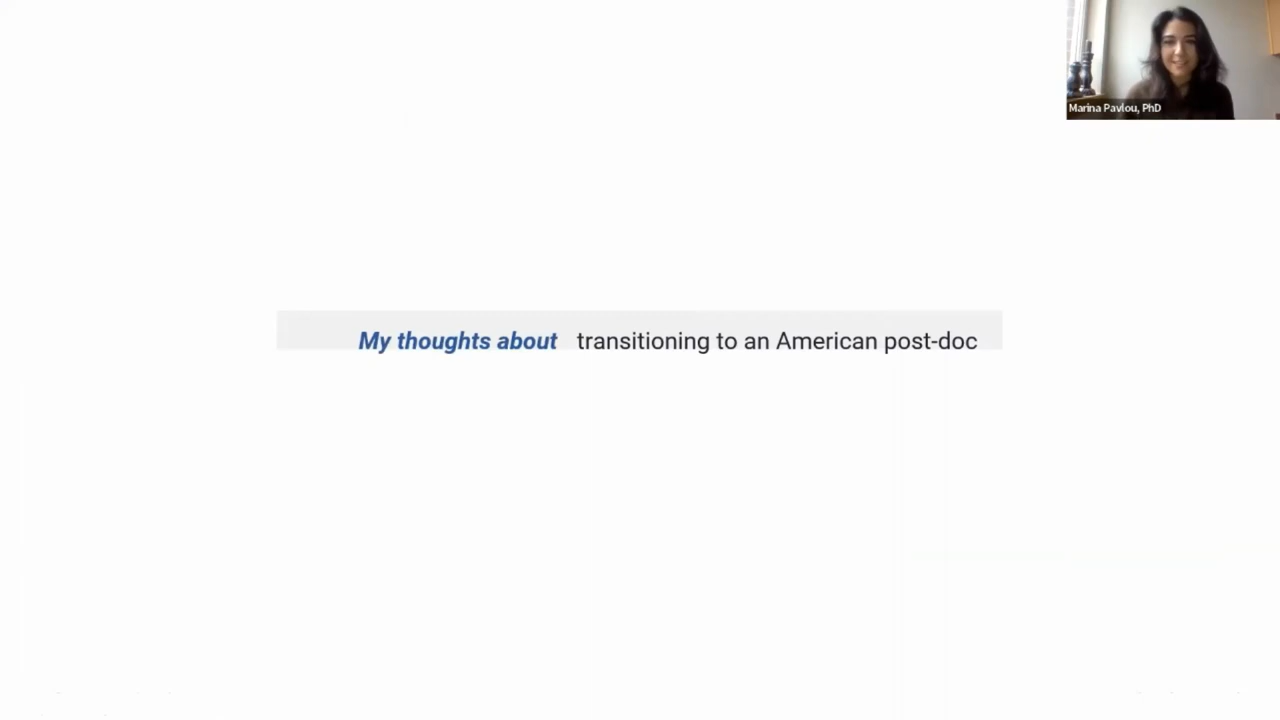 Marina Pavlou, PhD
My thoughts about transitioning to an American post-doc